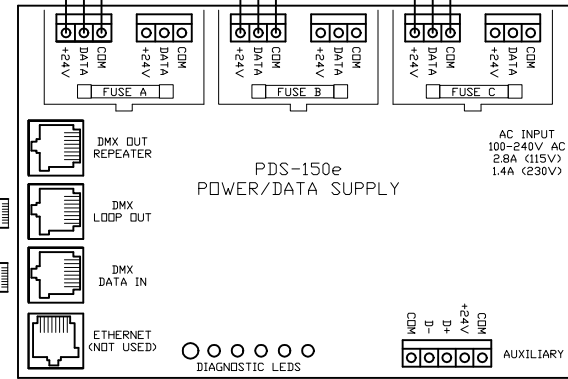 +24V DATA COM +24V DATA COM
+24V DATA COM +24V DATA COM
+24V DATA COM +24V DATA COM
FUSE A
FUSE B
FUSE C
DMX OUT
REPEATER
AC INPUT
100-240V AC
2.8A (115V)
1.4A (230V)
PDS-150e
POWER/DATA SUPPLY
DMX
LOOP OUT
DMX
DATA IN
ETHERNET
(NOT USED)
DIAGNOSTIC LEDS
COM D- D+ +24V COM
AUXILIARY